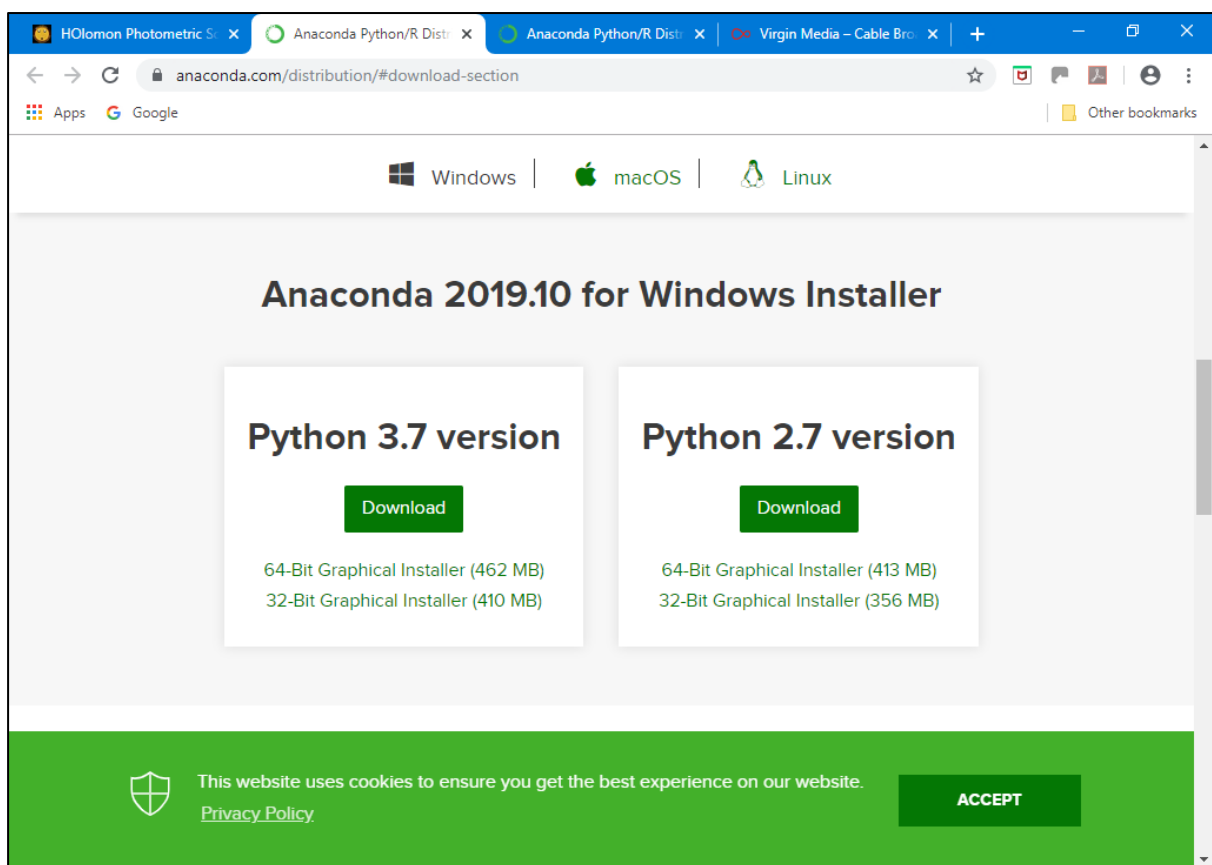 HOlomon Photometric Sc
Anaconda Python/R Distr
Anaconda Python/R Distr
Virgin Media – Cable Bro
anaconda.com/distribution/#download-section
Apps
Google
Other bookmarks
Windows
macOS
Linux
Anaconda 2019.10 for Windows Installer
Python 3.7 version
Download
64-Bit Graphical Installer (462 MB)
32-Bit Graphical Installer (410 MB)
Python 2.7 version
Download
64-Bit Graphical Installer (413 MB)
32-Bit Graphical Installer (356 MB)
This website uses cookies to ensure you get the best experience on our website.
Privacy Policy
ACCEPT